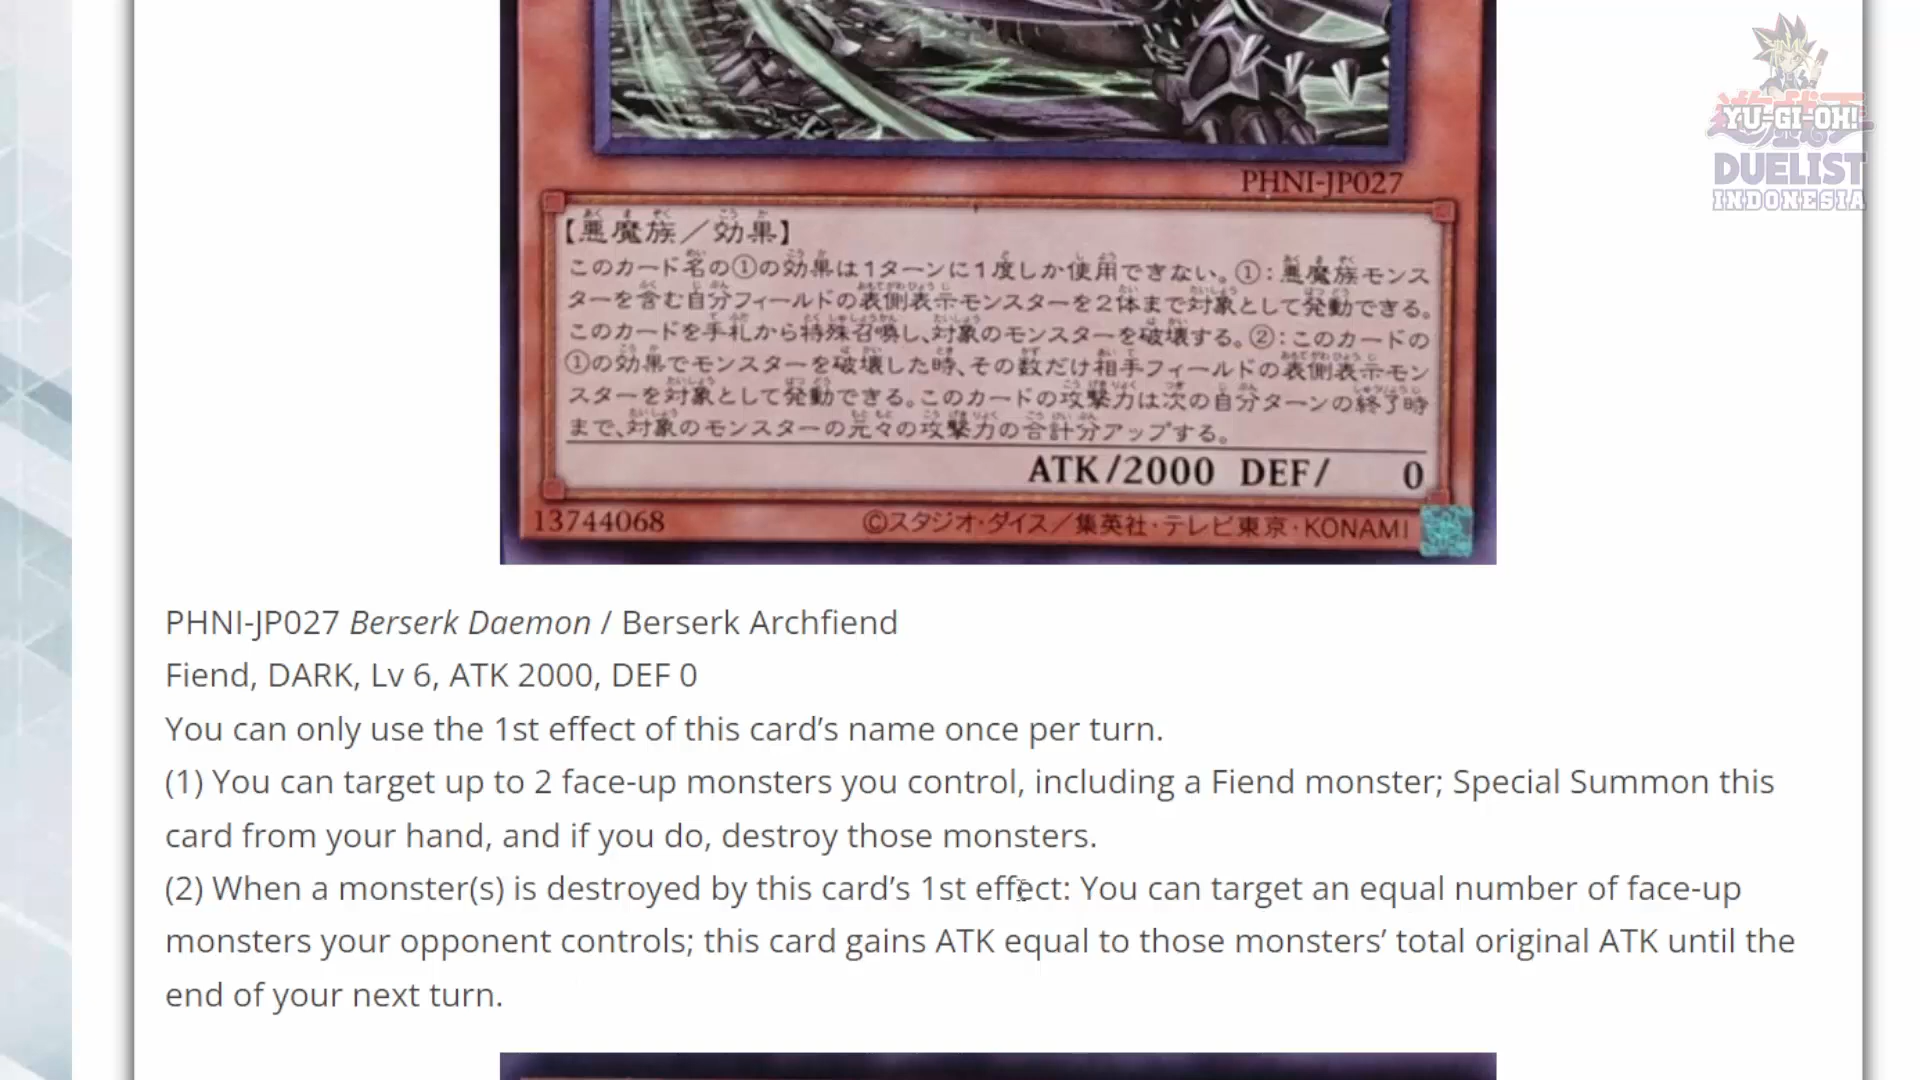 YU-GI-OH!
DUELIST
INDONESIA
PHNI-JP027
【悪魔族／効果】
このカード名の①の効果は1ターンに1度しか使用できない。①：悪魔族モンス
ターを含む自分フィールドの表側表示モンスターを2体まで対象として発動できる。
このカードを手札から特殊召喚し、対象のモンスターを破壊する。②：このカードの
①の効果でモンスターを破壊した時、その数だけ相手フィールドの表側表示モン
スターを対象として発動できる。このカードの攻撃力は次の自分ターンの終了時
まで、対象のモンスターの元々の攻撃力の合計分アップする。
ATK/2000 DEF/ 0
13744068 ©スタジオ・ダイス／集英社・テレビ東京・KONAMI
PHNI-JP027 Berserk Daemon / Berserk Archfiend
Fiend, DARK, Lv 6, ATK 2000, DEF 0
You can only use the 1st effect of this card’s name once per turn.
(1) You can target up to 2 face-up monsters you control, including a Fiend monster; Special Summon this
card from your hand, and if you do, destroy those monsters.
(2) When a monster(s) is destroyed by this card’s 1st effect: You can target an equal number of face-up
monsters your opponent controls; this card gains ATK equal to those monsters’ total original ATK until the
end of your next turn.